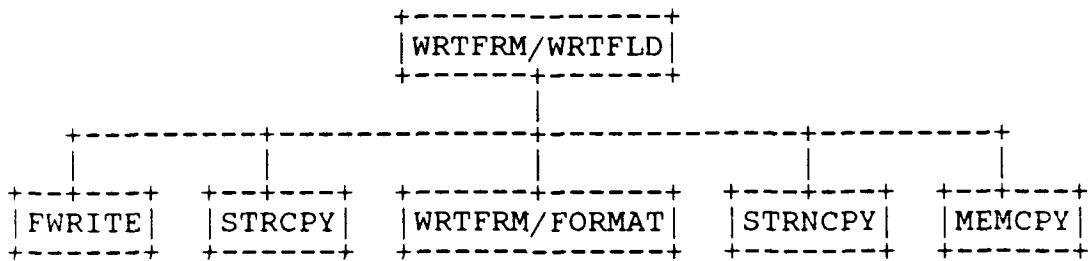 WRTFRM/WRTFLD
FWRITE STRCPY WRTFRM/FORMAT STRNCPY MEMCPY